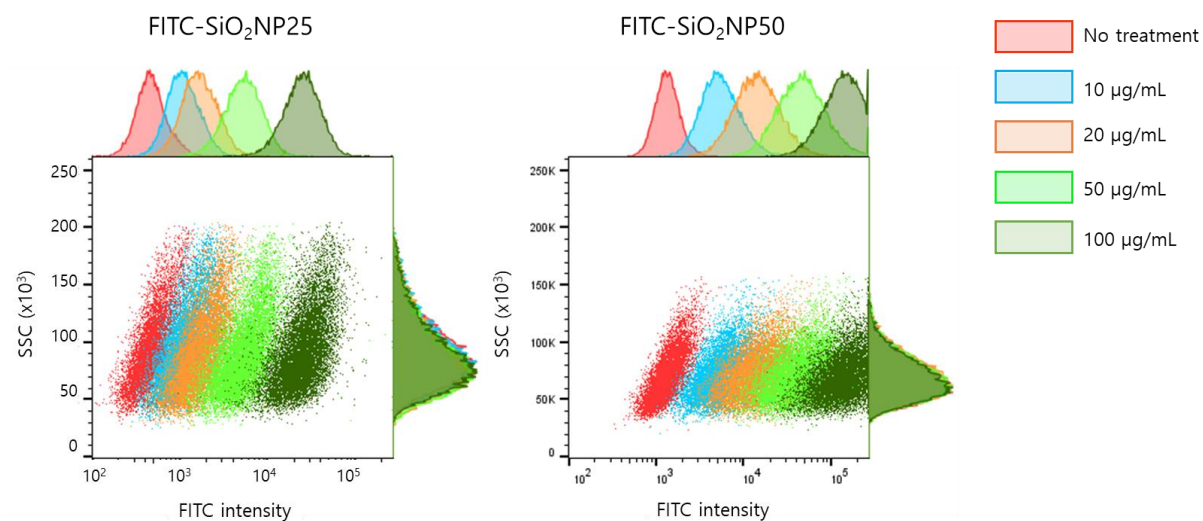 FITC-SiO₂NP25
FITC-SiO₂NP50
No treatment
10 μg/mL
20 μg/mL
50 μg/mL
100 μg/mL
250
200
150
100
50
0
SSC (x10³)
10² 10³ 10⁴ 10⁵
FITC intensity
250K
200K
150K
100K
50K
0
SSC (x10³)
10² 10³ 10⁴ 10⁵
FITC intensity